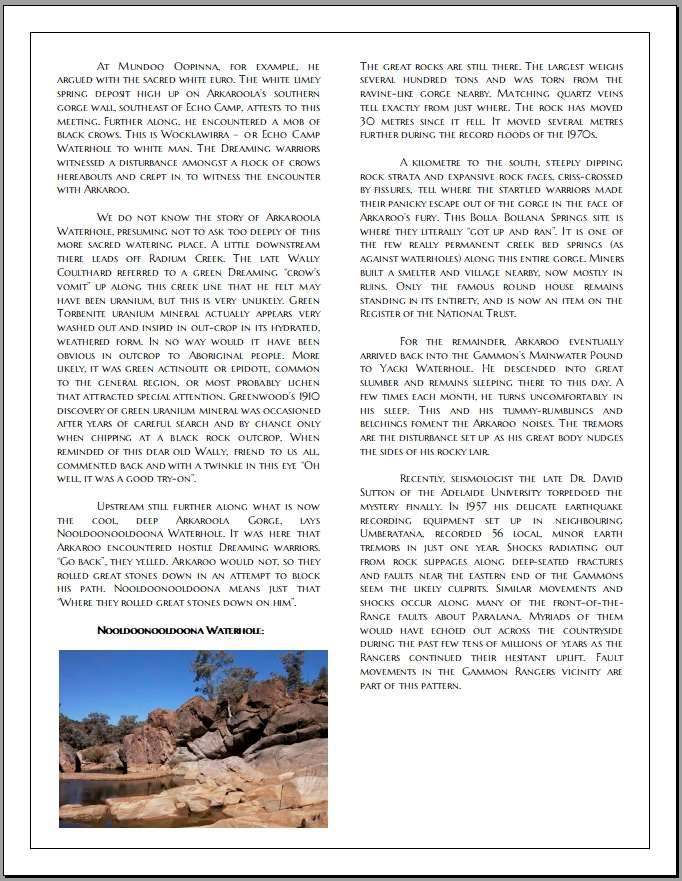 At Mundoo Oopinna, for example, he
argued with the sacred white euro. The white limey
spring deposit high up on Arkaroola's southern
gorge wall, southeast of Echo Camp, attests to this
meeting. Further along, he encountered a mob of
black crows. This is Wocklawirra – or Echo Camp
Waterhole to white man. The Dreaming warriors
witnessed a disturbance amongst a flock of crows
hereabouts and crept in to witness the encounter
with Arkaroo.
We do not know the story of Arkaroola
Waterhole, presuming not to ask too deeply of this
more sacred watering place. A little downstream
there leads off Radium Creek. The late Wally
Coulthard referred to a green Dreaming "crow's
vomit" up along this creek line that he felt may
have been uranium, but this is very unlikely. Green
Torbenite uranium mineral actually appears very
washed out and insipid in out-crop in its hydrated,
weathered form. In no way would it have been
obvious in outcrop to Aboriginal people. More
likely, it was green actinolite or epidote, common
to the general region, or most probably lichen
that attracted special attention. Greenwood's 1910
discovery of green uranium mineral was occasioned
after years of careful search and by chance only
when chipping at a black rock outcrop. When
reminded of this dear old Wally, friend to us all,
commented back and with a twinkle in this eye "Oh
well, it was a good try-on".
Upstream still further along what is now
the cool, deep Arkaroola Gorge, lays
Nooldoonooldoona Waterhole. It was here that
Arkaroo encountered hostile Dreaming warriors.
"Go back", they yelled. Arkaroo would not, so they
rolled great stones down in an attempt to block
his path. Nooldoonooldoona means just that
"Where they rolled great stones down on him".
Nooldoonooldoona Waterhole:
The great rocks are still there. The largest weighs
several hundred tons and was torn from the
ravine-like gorge nearby. Matching quartz veins
tell exactly from just where. The rock has moved
30 metres since it fell. It moved several metres
further during the record floods of the 1970s.
A kilometre to the south, steeply dipping
rock strata and expansive rock faces, criss-crossed
by fissures, tell where the startled warriors made
their panicky escape out of the gorge in the face of
Arkaroo's fury. This Bolla Bollana Springs site is
where they literally "got up and ran". It is one of
the few really permanent creek bed springs (as
against waterholes) along this entire gorge. Miners
built a smelter and village nearby, now mostly in
ruins. Only the famous round house remains
standing in its entirety, and is now an item on the
Register of the National Trust.
For the remainder, Arkaroo eventually
arrived back into the Gammon's Mainwater Pound
to Yacki Waterhole. He descended into great
slumber and remains sleeping there to this day. A
few times each month, he turns uncomfortably in
his sleep. This and his tummy-rumblings and
belchings foment the Arkaroo noises. The tremors
are the disturbance set up as his great body nudges
the sides of his rocky lair.
Recently, seismologist the late Dr. David
Sutton of the Adelaide University torpedoed the
mystery finally. In 1957 his delicate earthquake
recording equipment set up in neighbouring
Umberatana, recorded 56 local, minor earth
tremors in just one year. Shocks radiating out
from rock suppages along deep-seated fractures
and faults near the eastern end of the Gammons
seem the likely culprits. Similar movements and
shocks occur along many of the front-of-the-
Range faults about Paralana. Myriads of them
would have echoed out across the countryside
during the past few tens of millions of years as the
Rangers continued their hesitant uplift. Fault
movements in the Gammon Rangers vicinity are
part of this pattern.